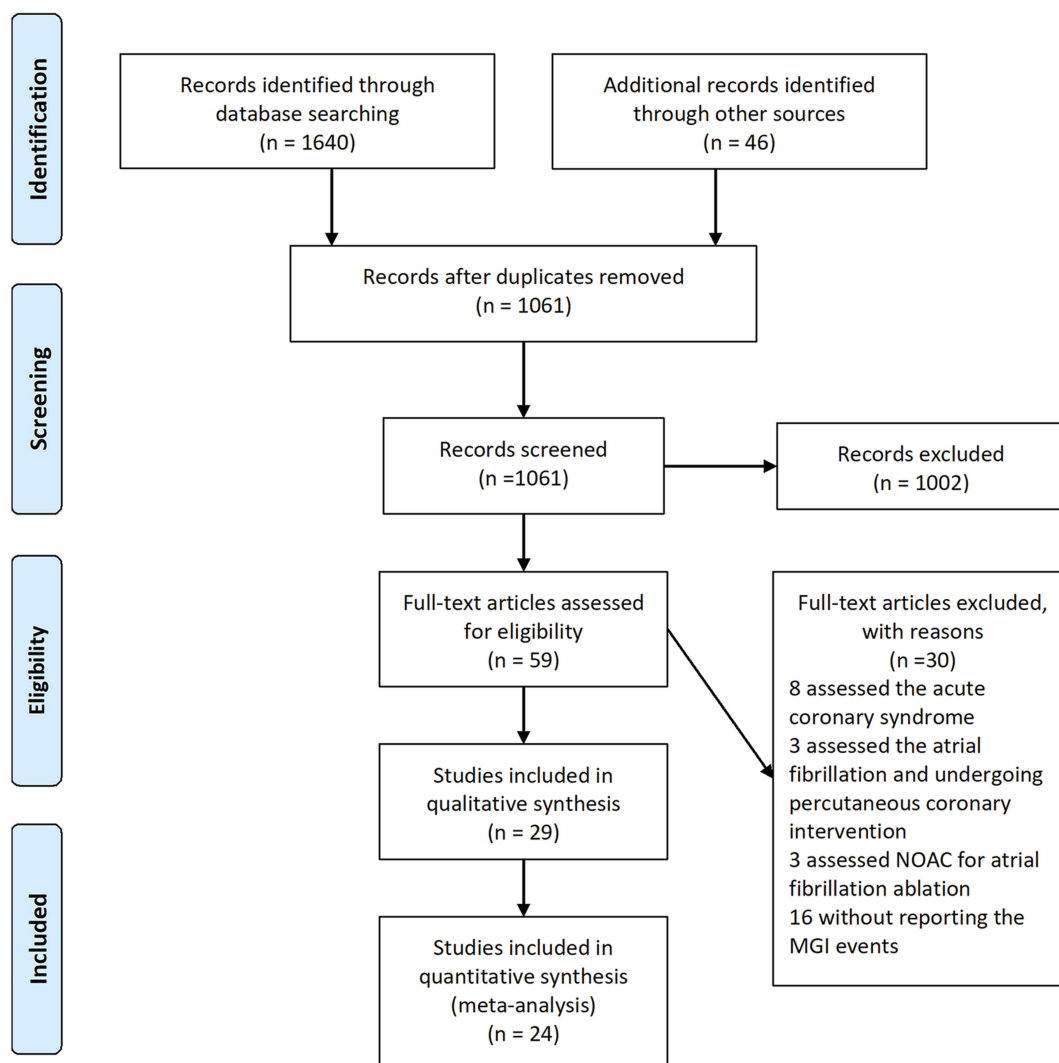 Identification
Records identified through
database searching
(n = 1640)
Additional records identified
through other sources
(n = 46)
Records after duplicates removed
(n = 1061)
Screening
Records screened
(n =1061)
Records excluded
(n = 1002)
Eligibility
Full-text articles assessed
for eligibility
(n = 59)
Full-text articles excluded,
with reasons
(n =30)
8 assessed the acute
coronary syndrome
3 assessed the atrial
fibrillation and undergoing
percutaneous coronary
intervention
3 assessed NOAC for atrial
fibrillation ablation
16 without reporting the
MGI events
Studies included in
qualitative synthesis
(n = 29)
Included
Studies included in
quantitative synthesis
(meta-analysis)
(n = 24)